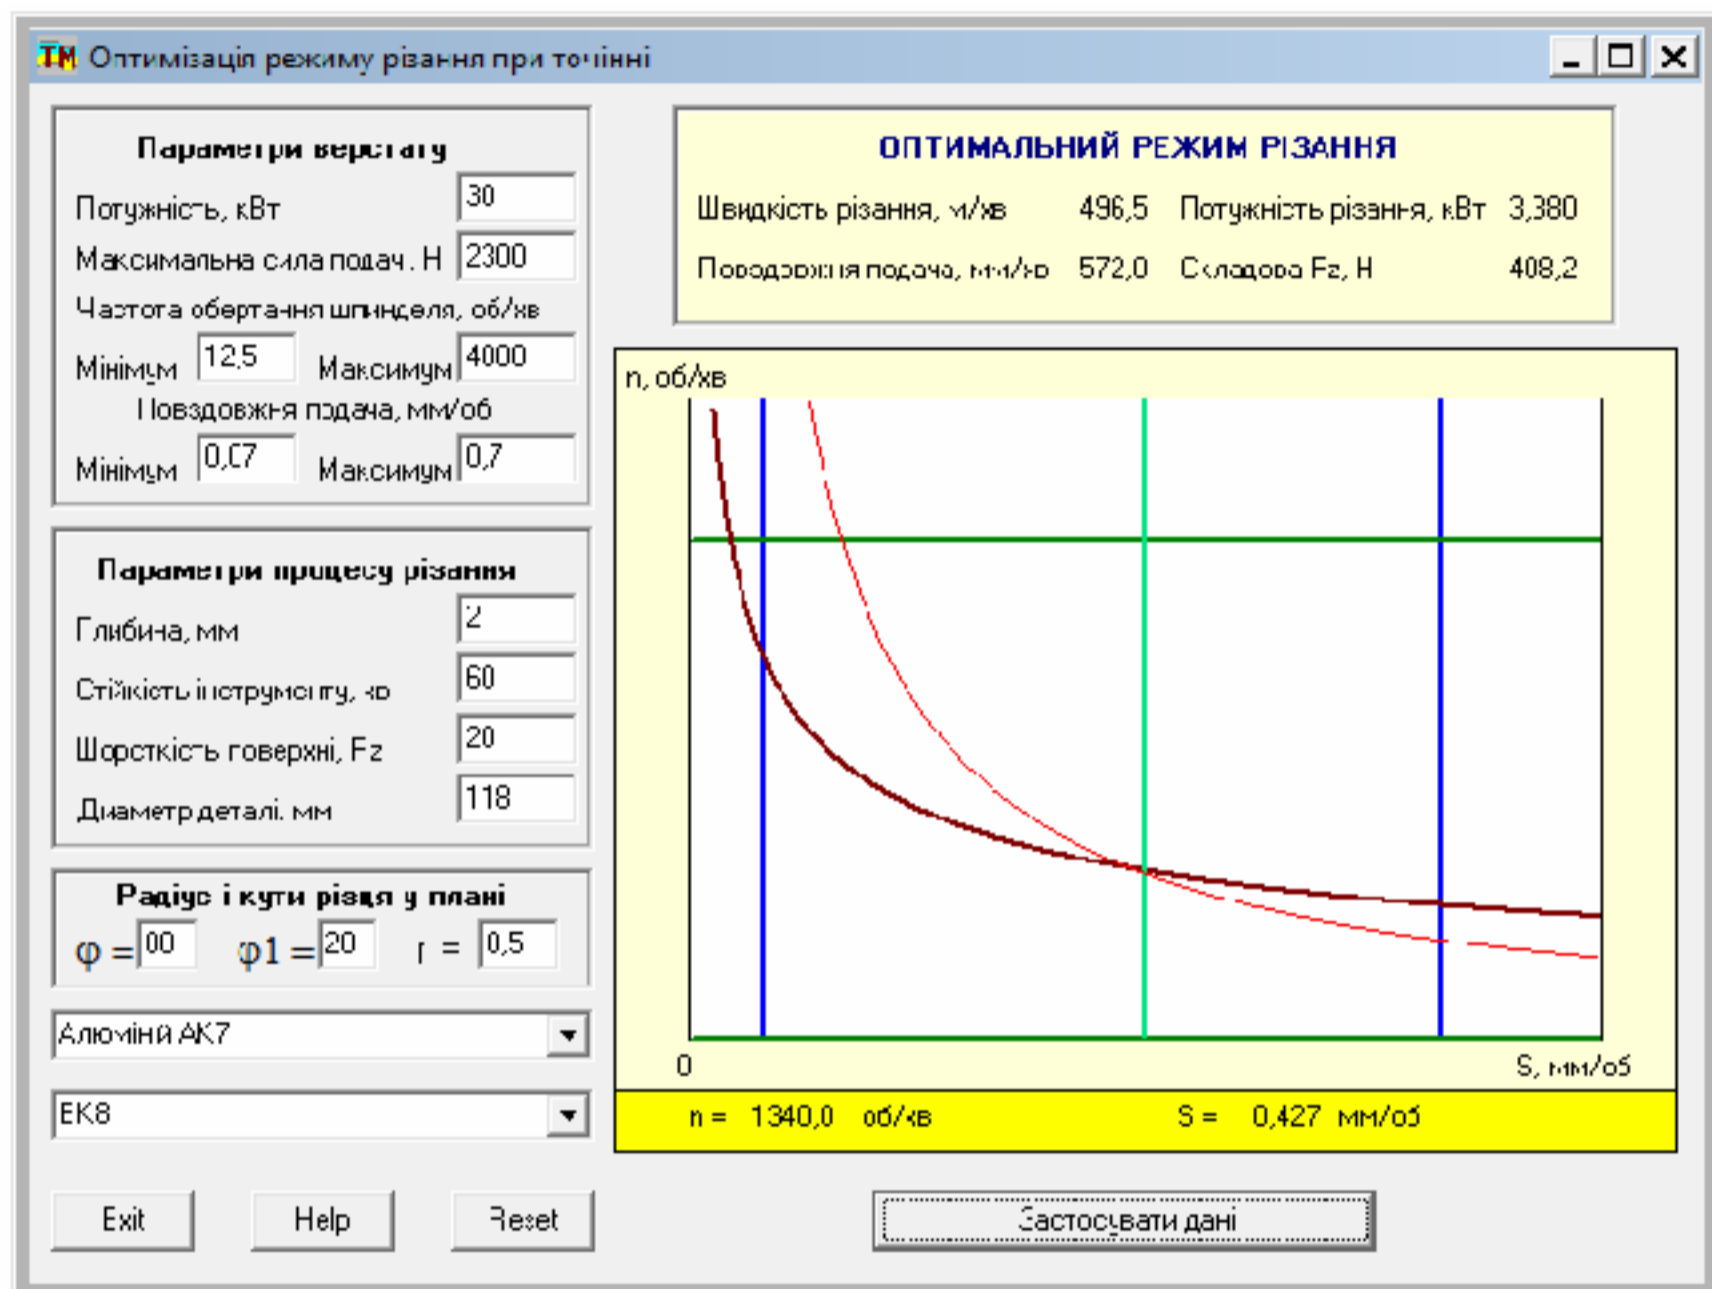 TM Оптимізація режиму різання при точінні
Параметри верстату
Потужність, кВт 30
Максимальна сила подач. Н 2300
Частота обертання шпинделя, об/хв
Мінімум 12,5 Максимум 4000
Повздовжня подача, мм/об
Мінімум 0,07 Максимум 0,7
Параметри процесу різання
Глибина, мм 2
Стійкість інструменту, хв 60
Шорсткість поверхні, Rz 20
Диаметр деталі. мм 118
Радіус і кути різця у плані
φ = φ1 = 20 r = 0,5
Алюміній АК7
ВК8
Exit Help Reset
ОПТИМАЛЬНИЙ РЕЖИМ РІЗАННЯ
Швидкість різання, м/хв 496,5 Потужність різання, кВт 3,380
Повздовжня подача, мм/хв 572,0 Складова Fz, Н 408,2
n, об/хв
0 S, мм/об
n = 1340,0 об/хв S = 0,427 мм/об
Застосувати дані